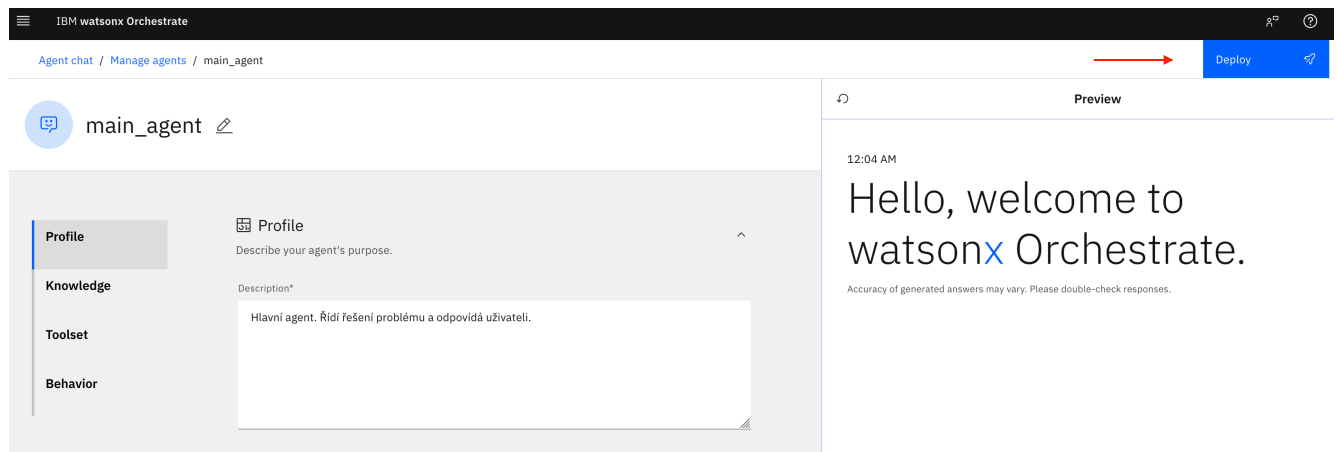 IBM watsonx Orchestrate
Agent chat / Manage agents / main_agent
Deploy
main_agent
Preview
12:04 AM
Hello, welcome to
watsonx Orchestrate.
Accuracy of generated answers may vary. Please double-check responses.
Profile
Knowledge
Toolset
Behavior
Profile
Describe your agent's purpose.
Description*
Hlavní agent. Řídí řešení problému a odpovídá uživateli.